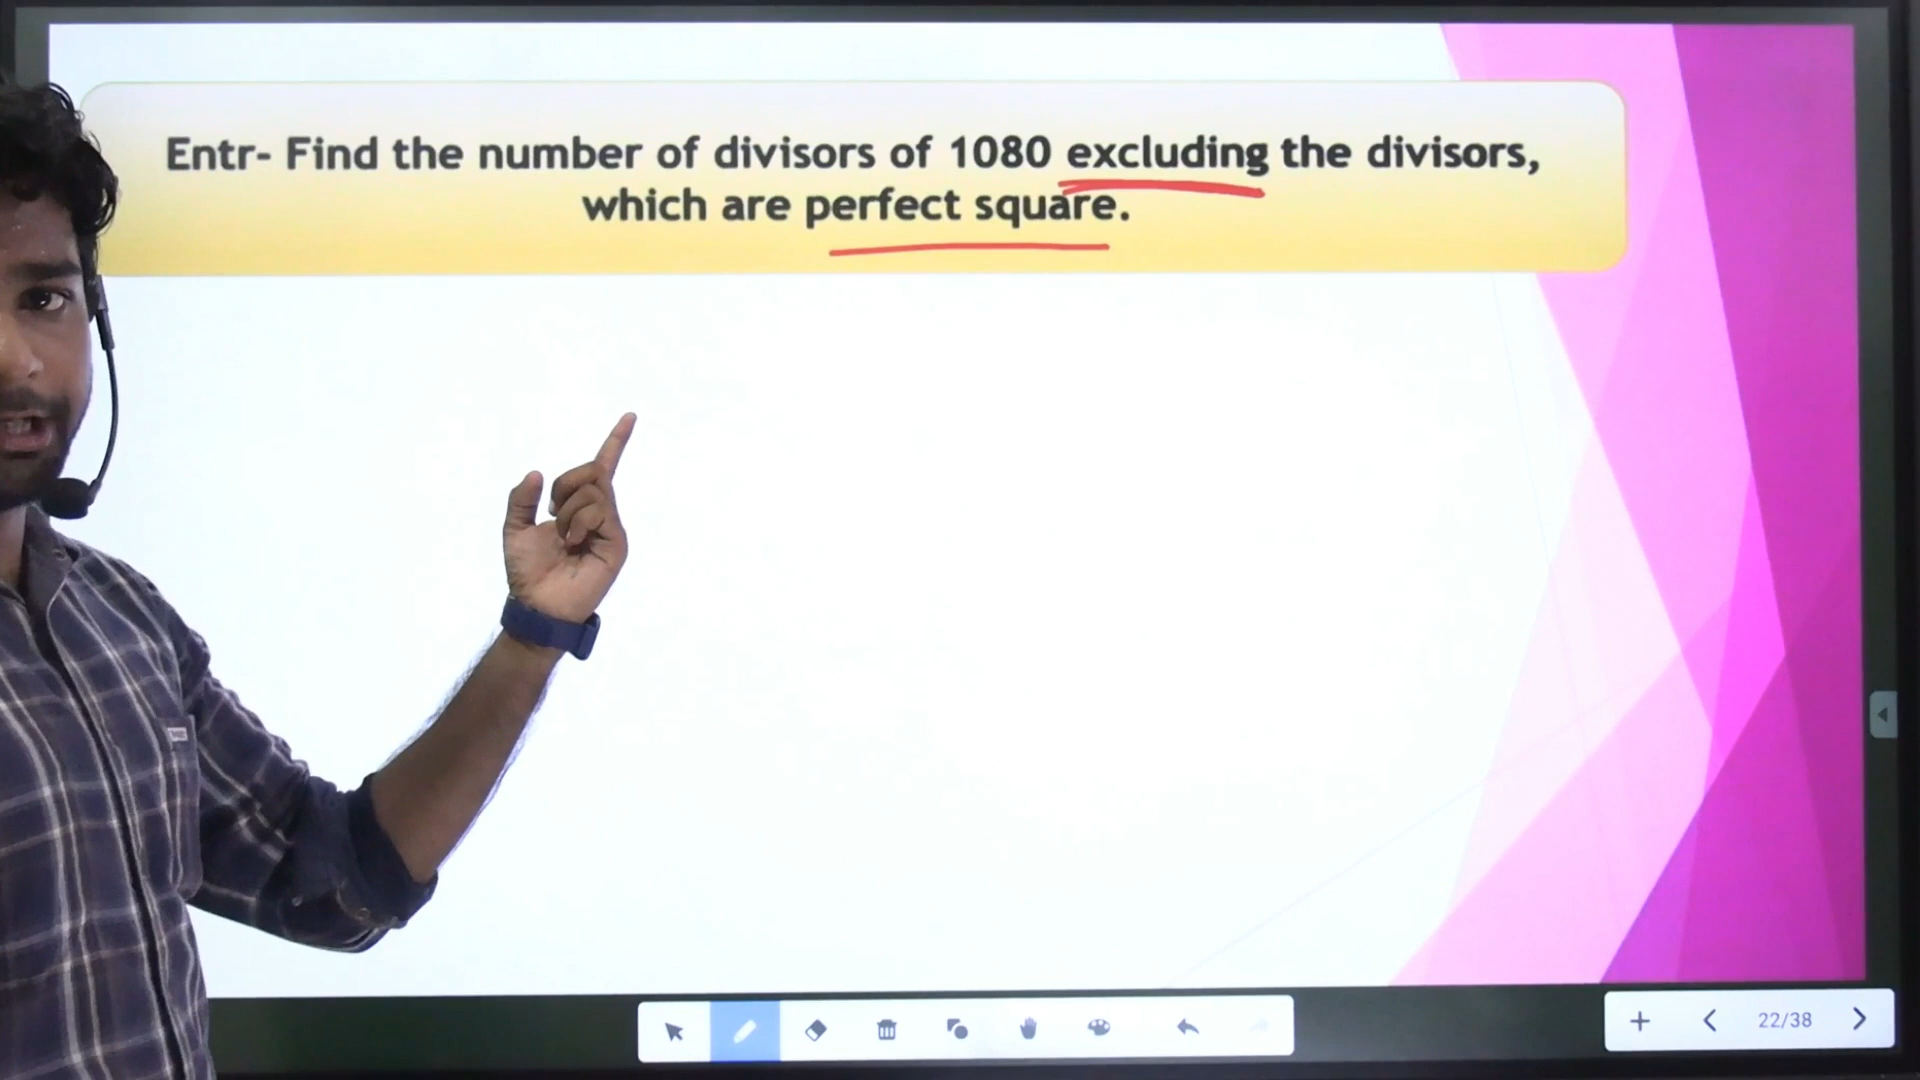 Entr- Find the number of divisors of 1080 excluding the divisors,
which are perfect square.
22/38